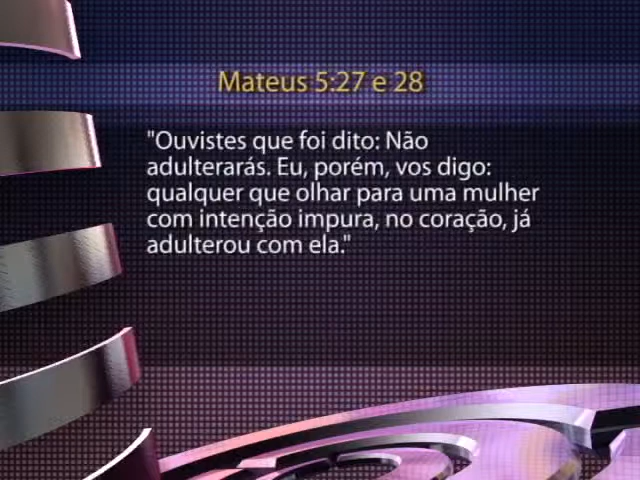 Mateus 5:27 e 28
"Ouvistes que foi dito: Não
adulterarás. Eu, porém, vos digo:
qualquer que olhar para uma mulher
com intenção impura, no coração, já
adulterou com ela."